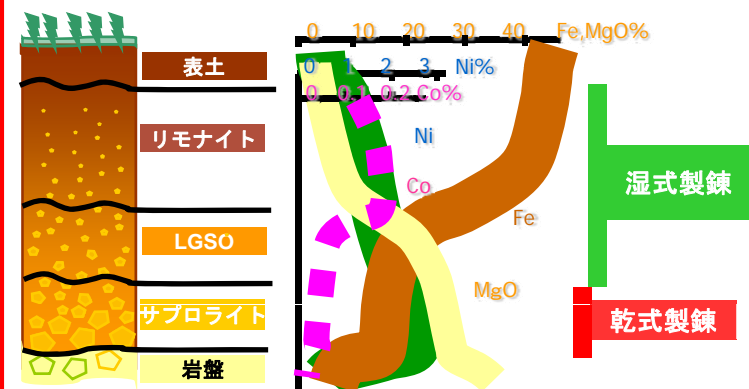 0 10 20 30 40 Fe,MgO%
0 1 2 3 Ni%
0 0.1 0.2 Co%
表土
リモナイト
LGSO
サプロライト
岩盤
Ni
Co
Fe
MgO
湿式製錬
乾式製錬